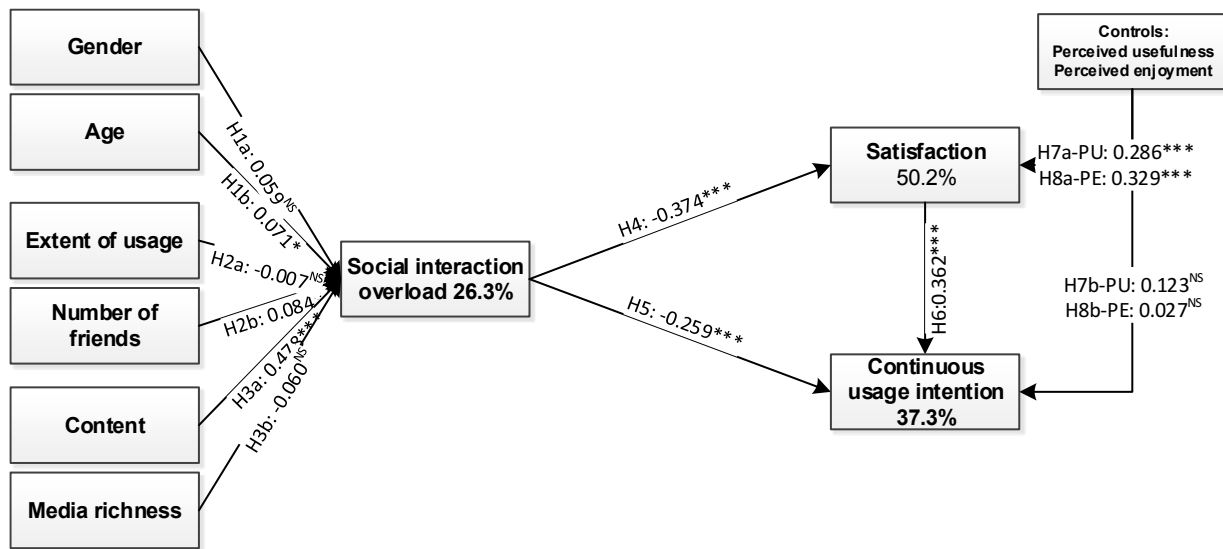 Gender
Age
Extent of usage
Number of
friends
Content
Media richness
H1a: 0.059NS
H1b: 0.071*
H2a: -0.007NS
H2b: 0.084
H3a: 0.478***
H3b: -0.060NS
Social interaction
overload 26.3%
H4: -0.374***
H5: -0.259***
Satisfaction
50.2%
H6:0.362***
Continuous
usage intention
37.3%
Controls:
Perceived usefulness
Perceived enjoyment
H7a-PU: 0.286***
H8a-PE: 0.329***
H7b-PU: 0.123NS
H8b-PE: 0.027NS